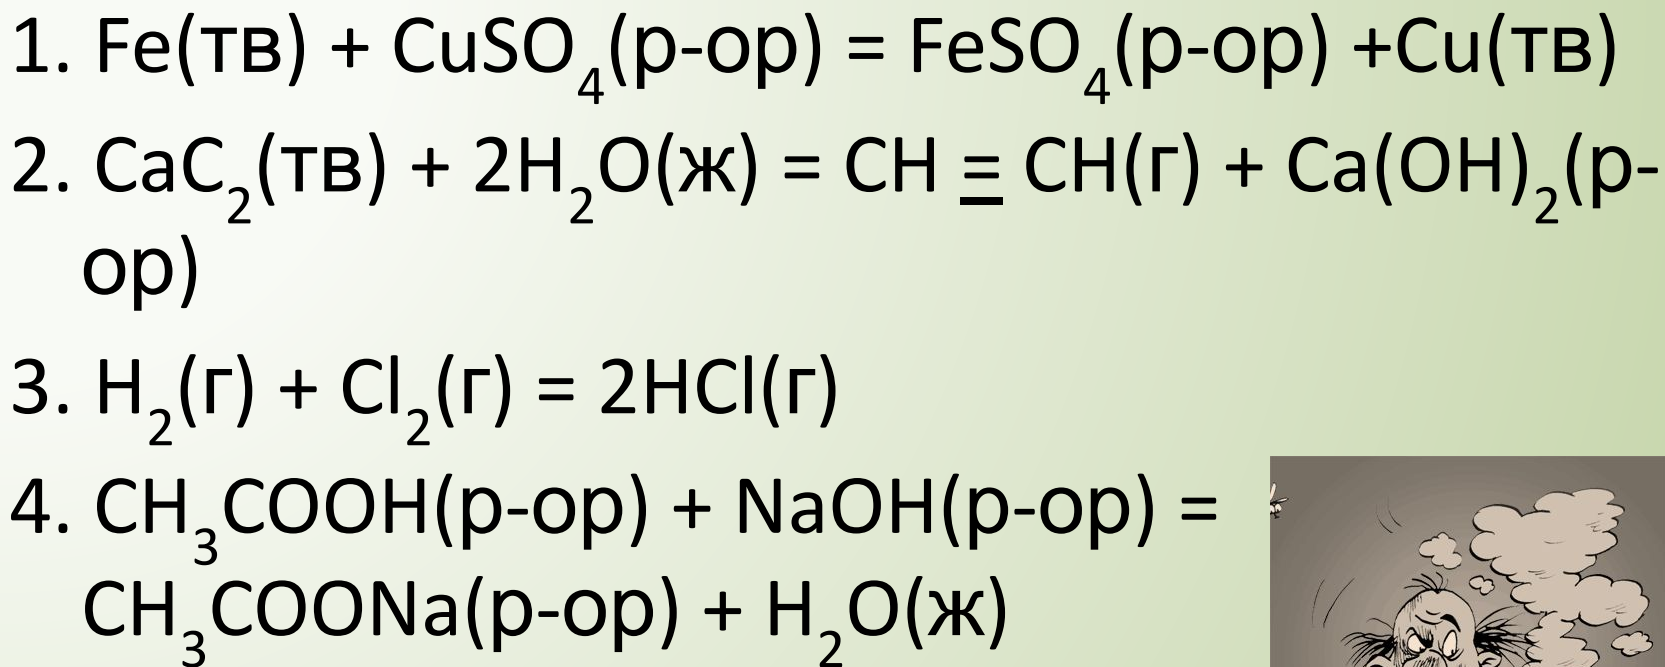 1. Fe(тв) + CuSO₄(р-ор) = FeSO₄(р-ор) +Cu(тв)
2. CaC₂(тв) + 2H₂O(ж) = CH = CH(г) + Ca(OH)₂(р-
ор)
3. H₂(г) + Cl₂(г) = 2HCl(г)
4. CH₃COOH(р-ор) + NaOH(р-ор) =
CH₃COONa(р-ор) + H₂O(ж)